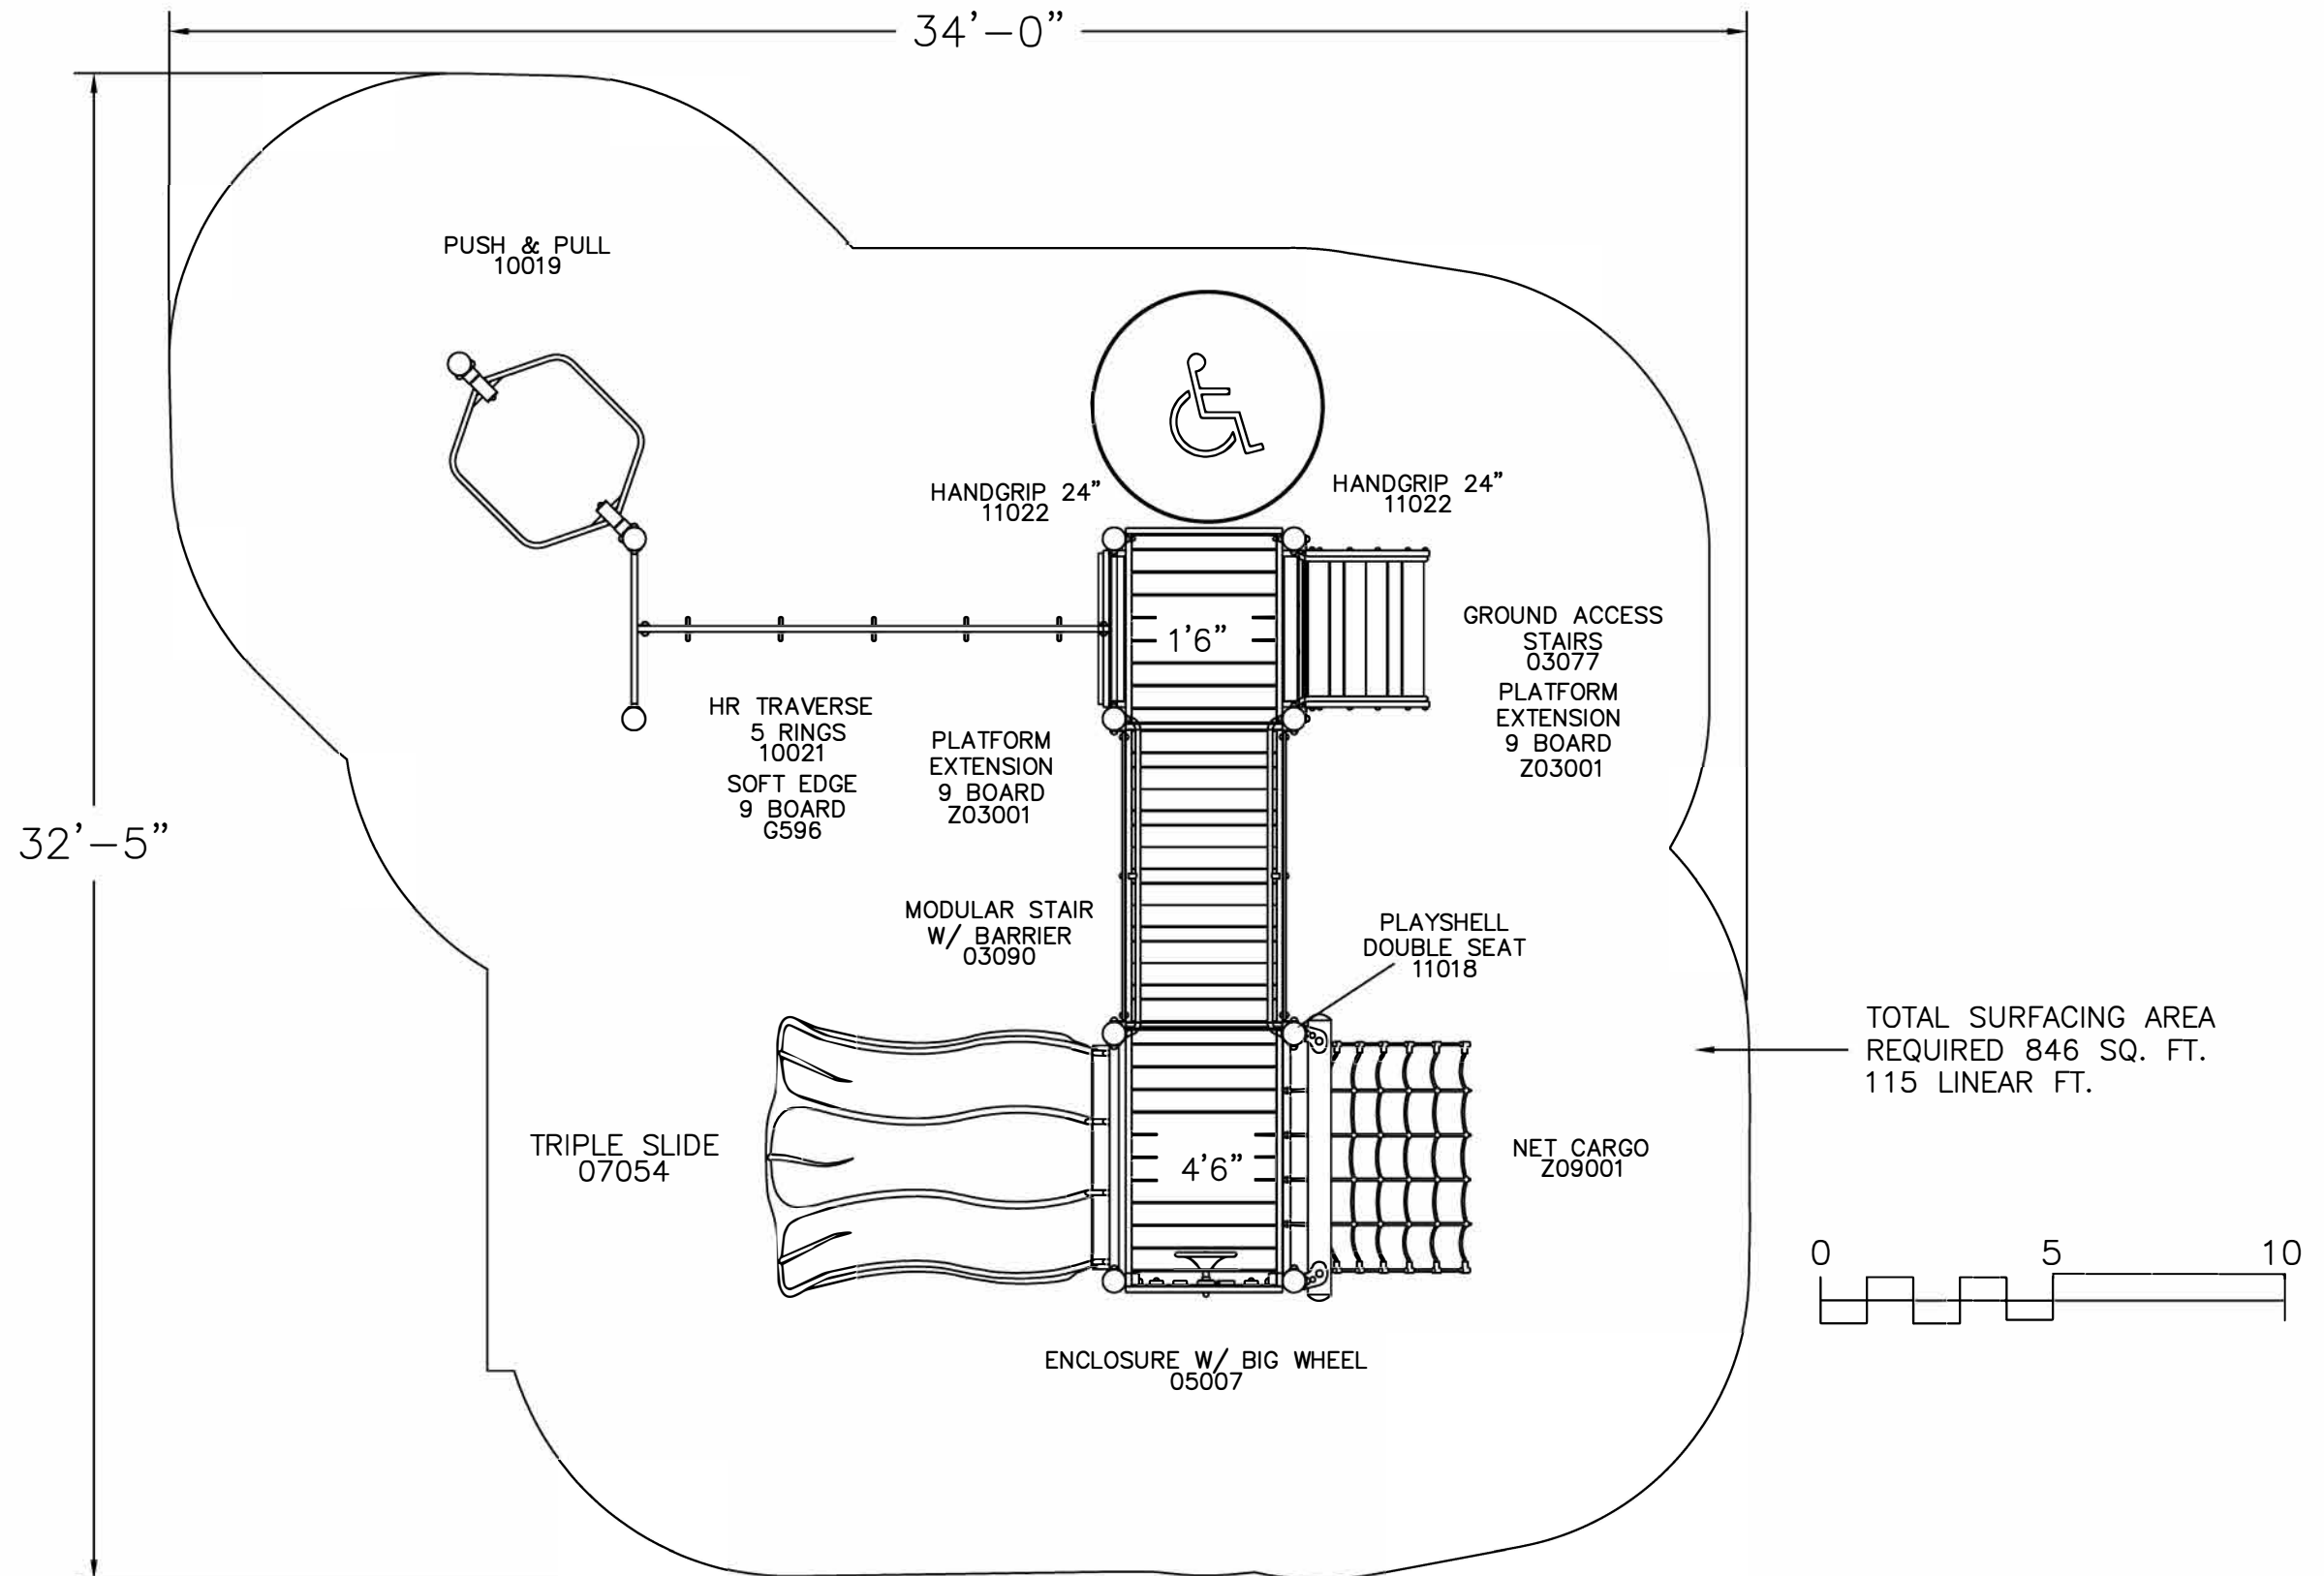 34'-0"
PUSH & PULL
10019
HANDGRIP 24"
11022
HANDGRIP 24"
11022
1'6"
GROUND ACCESS
STAIRS
03077
PLATFORM
EXTENSION
9 BOARD
Z03001
HR TRAVERSE
5 RINGS
10021
SOFT EDGE
9 BOARD
G596
PLATFORM
EXTENSION
9 BOARD
Z03001
32'-5"
MODULAR STAIR
W/ BARRIER
03090
PLAYSHELL
DOUBLE SEAT
11018
TOTAL SURFACING AREA
REQUIRED 846 SQ. FT.
115 LINEAR FT.
TRIPLE SLIDE
07054
4'6"
NET CARGO
Z09001
0 5 10
ENCLOSURE W/ BIG WHEEL
05007